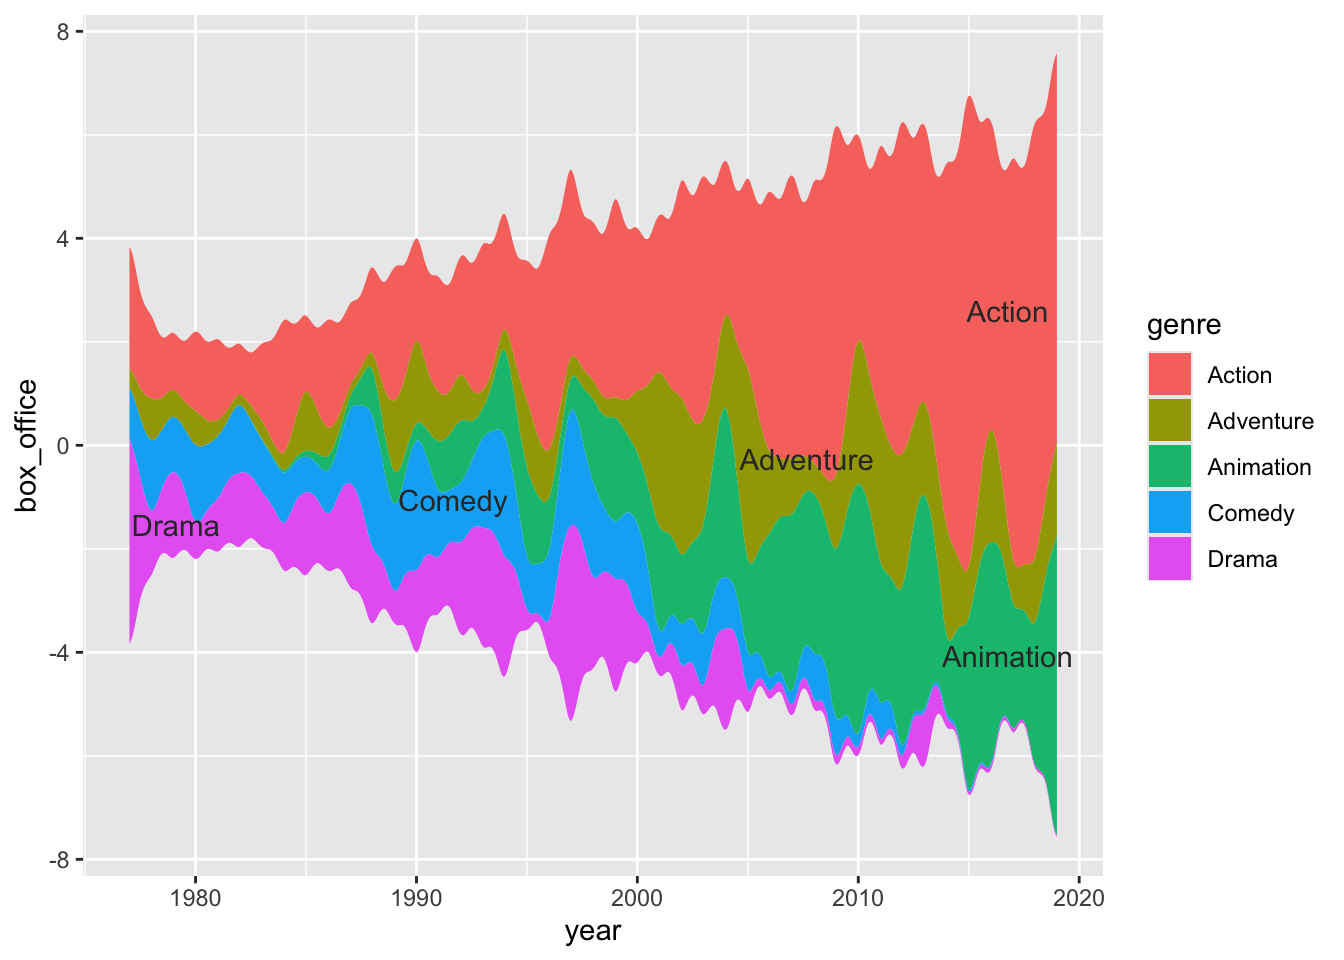 box_office
8
4
0
-4
-8
Action
Adventure
Comedy
Drama
Animation
1980
1990
2000
2010
2020
year
genre
Action
Adventure
Animation
Comedy
Drama